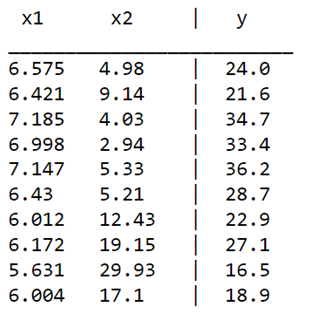 x1 x2 | y
_________________________
6.575 4.98 | 24.0
6.421 9.14 | 21.6
7.185 4.03 | 34.7
6.998 2.94 | 33.4
7.147 5.33 | 36.2
6.43 5.21 | 28.7
6.012 12.43 | 22.9
6.172 19.15 | 27.1
5.631 29.93 | 16.5
6.004 17.1 | 18.9